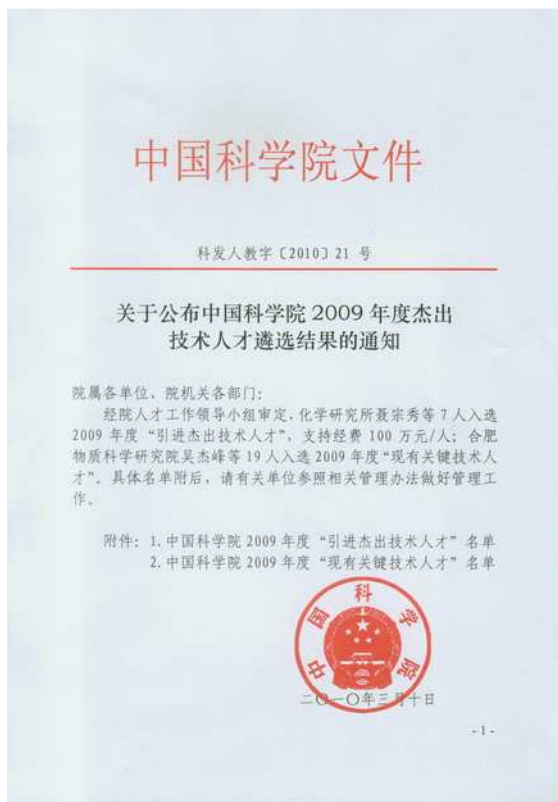 中国科学院文件
科发人教字〔2010〕21 号
关于公布中国科学院 2009 年度杰出
技术人才遴选结果的通知
院属各单位、院机关各部门：
经院人才工作领导小组审定，化学研究所聂宗秀等 7 人入选
2009 年度“引进杰出技术人才”，支持经费 100 万元/人；合肥
物质科学研究院吴杰峰等 19 人入选 2009 年度“现有关键技术人
才”。具体名单附后，请有关单位参照相关管理办法做好管理工
作。
附件：1.中国科学院 2009 年度“引进杰出技术人才”名单
2.中国科学院 2009 年度“现有关键技术人才”名单
中国科学院
二〇一〇年三月十日
- 1 -